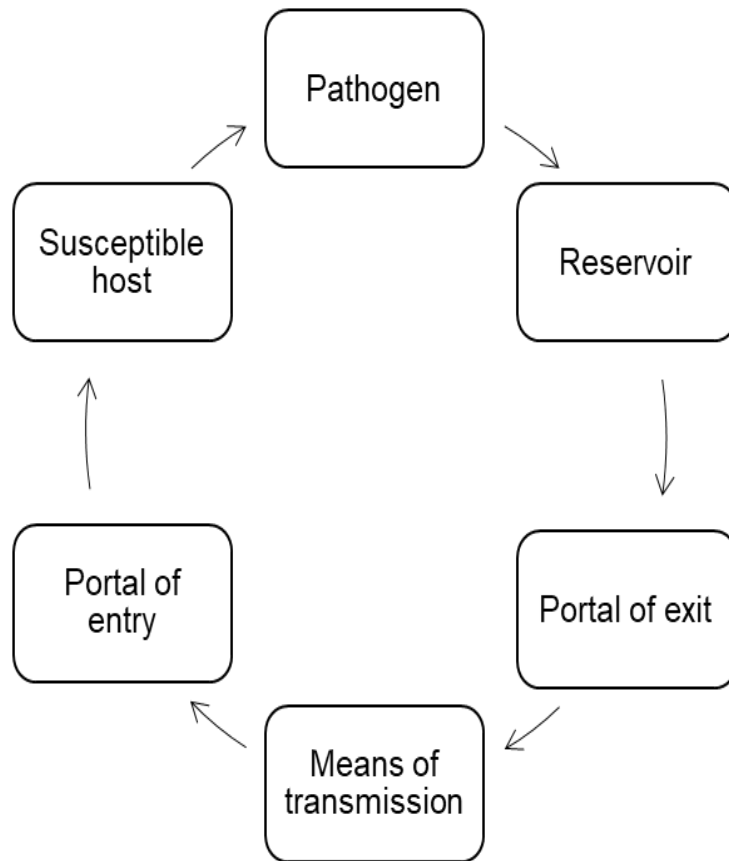 Pathogen
Reservoir
Portal of exit
Means of
transmission
Portal of
entry
Susceptible
host